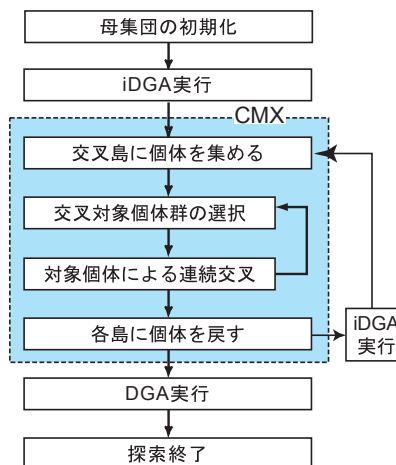 母集団の初期化
iDGA実行
CMX
交叉島に個体を集める
交叉対象個体群の選択
対象個体による連続交叉
各島に個体を戻す
iDGA
実行
DGA実行
探索終了